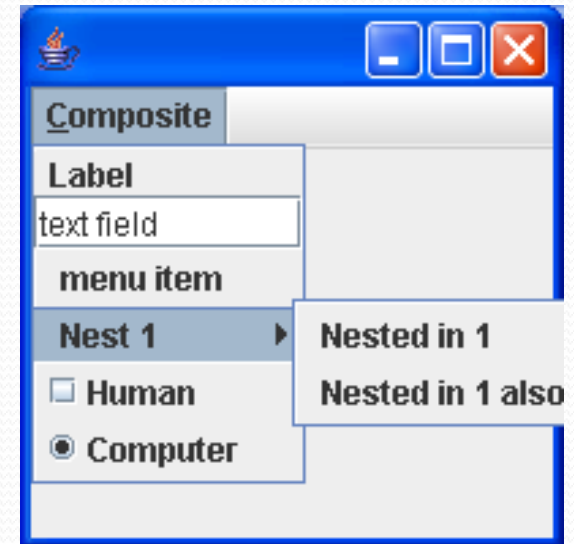 Composite
Label
text field
menu item
Nest 1
Nested in 1
Human
Nested in 1 also
Computer